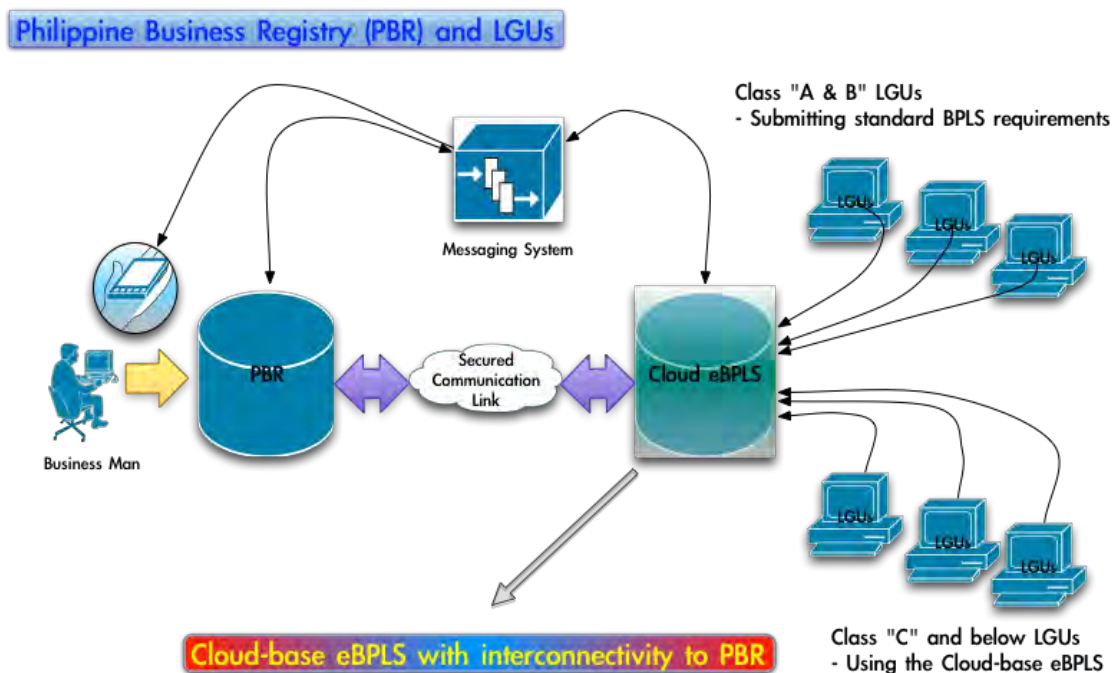 Philippine Business Registry (PBR) and LGUs
Class "A & B" LGUs
- Submitting standard BPLS requirements
LGUs
LGUs
LGUs
Messaging System
PBR
Secured
Communication
Link
Cloud eBPLS
Business Man
LGUs
LGUs
LGUs
Cloud-base eBPLS with interconnectivity to PBR
Class "C" and below LGUs
- Using the Cloud-base eBPLS